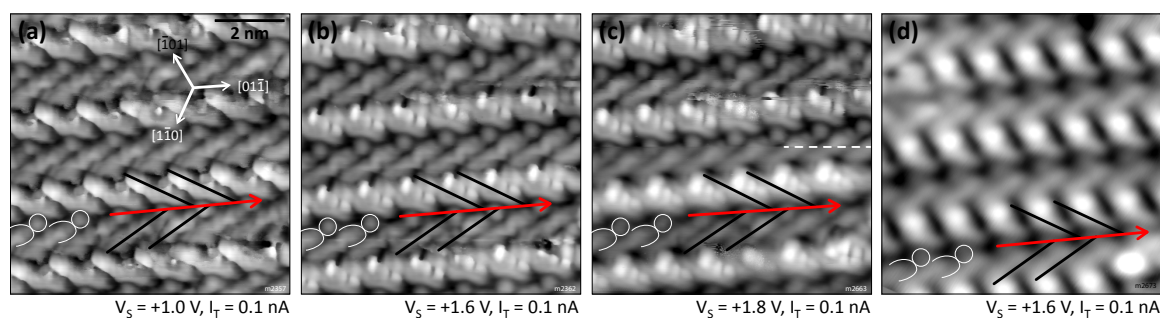 (a)
2 nm
[1̄01]
[011̄]
[11̄0]
m2357
V_S = +1.0 V, I_T = 0.1 nA
(b)
m2362
V_S = +1.6 V, I_T = 0.1 nA
(c)
m2663
V_S = +1.8 V, I_T = 0.1 nA
(d)
m2673
V_S = +1.6 V, I_T = 0.1 nA